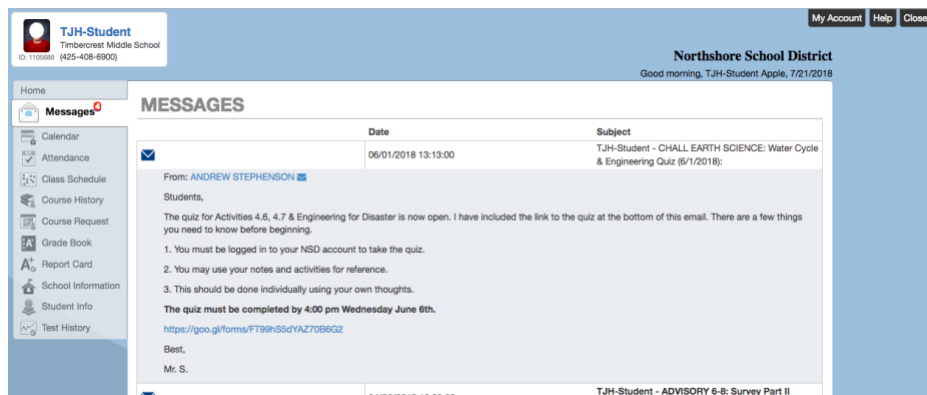 My Account Help Close
TJH-Student
Timbercrest Middle School
ID: 1105688 (425-408-6900)
Northshore School District
Good morning, TJH-Student Apple, 7/21/2018
Home
Messages
Calendar
Attendance
Class Schedule
Course History
Course Request
Grade Book
Report Card
School Information
Student Info
Test History
MESSAGES
Date Subject
06/01/2018 13:13:00 TJH-Student - CHALL EARTH SCIENCE: Water Cycle
& Engineering Quiz (6/1/2018):
From: ANDREW STEPHENSON
Students,
The quiz for Activities 4.6, 4.7 & Engineering for Disaster is now open. I have included the link to the quiz at the bottom of this email. There are a few things
you need to know before beginning.
1. You must be logged in to your NSD account to take the quiz.
2. You may use your notes and activities for reference.
3. This should be done individually using your own thoughts.
The quiz must be completed by 4:00 pm Wednesday June 6th.
https://goo.gl/forms/FT99hS5dYAZ70B6G2
Best,
Mr. S.
TJH-Student - ADVISORY 6-8: Survey Part II